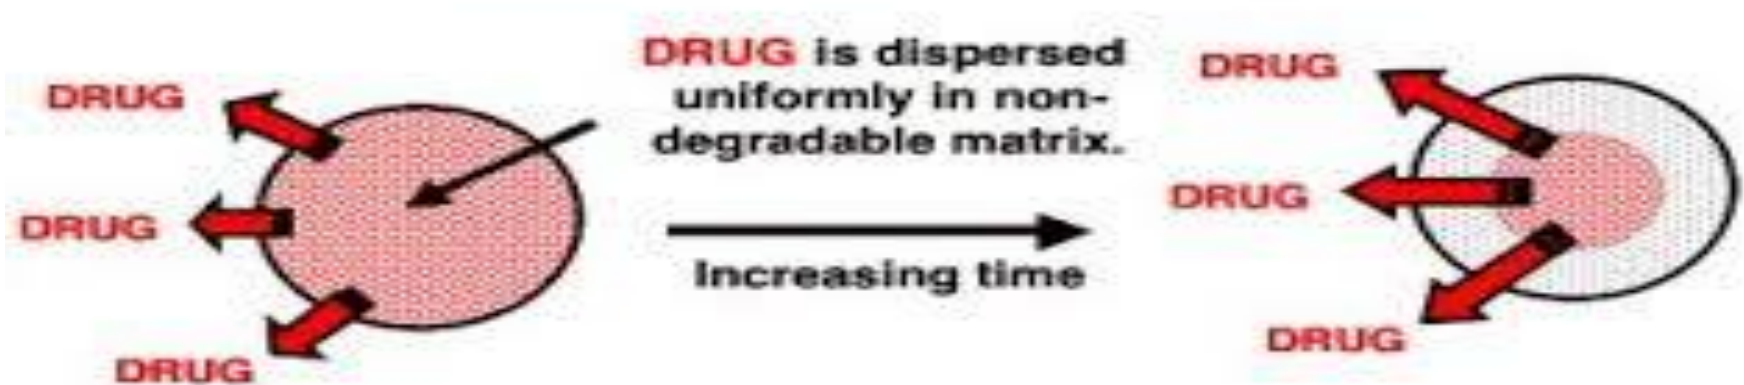 DRUG
DRUG
DRUG
DRUG is dispersed
uniformly in non-
degradable matrix.
Increasing time
DRUG
DRUG
DRUG